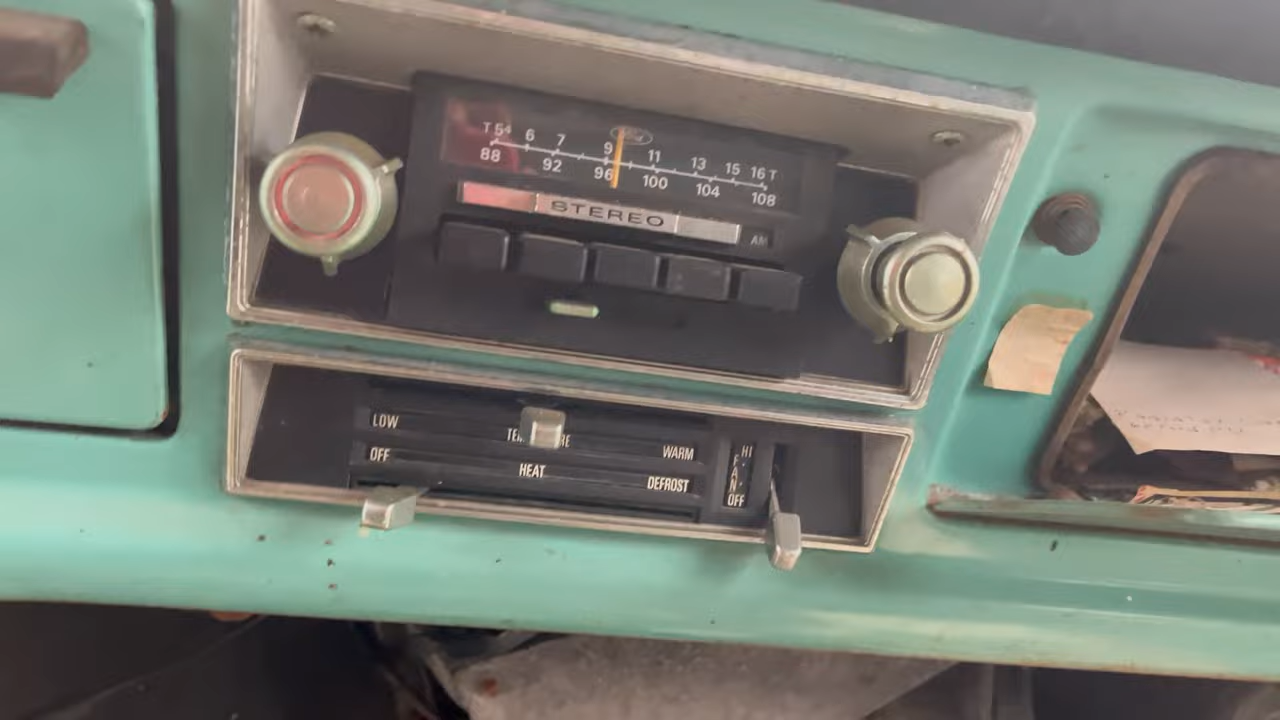 Ford
T 54 6 7 9 11 13 15 16 T
88 92 96 100 104 108
STEREO
AM
LOW
WARM
OFF
HEAT
DEFROST
HI
FAN
OFF